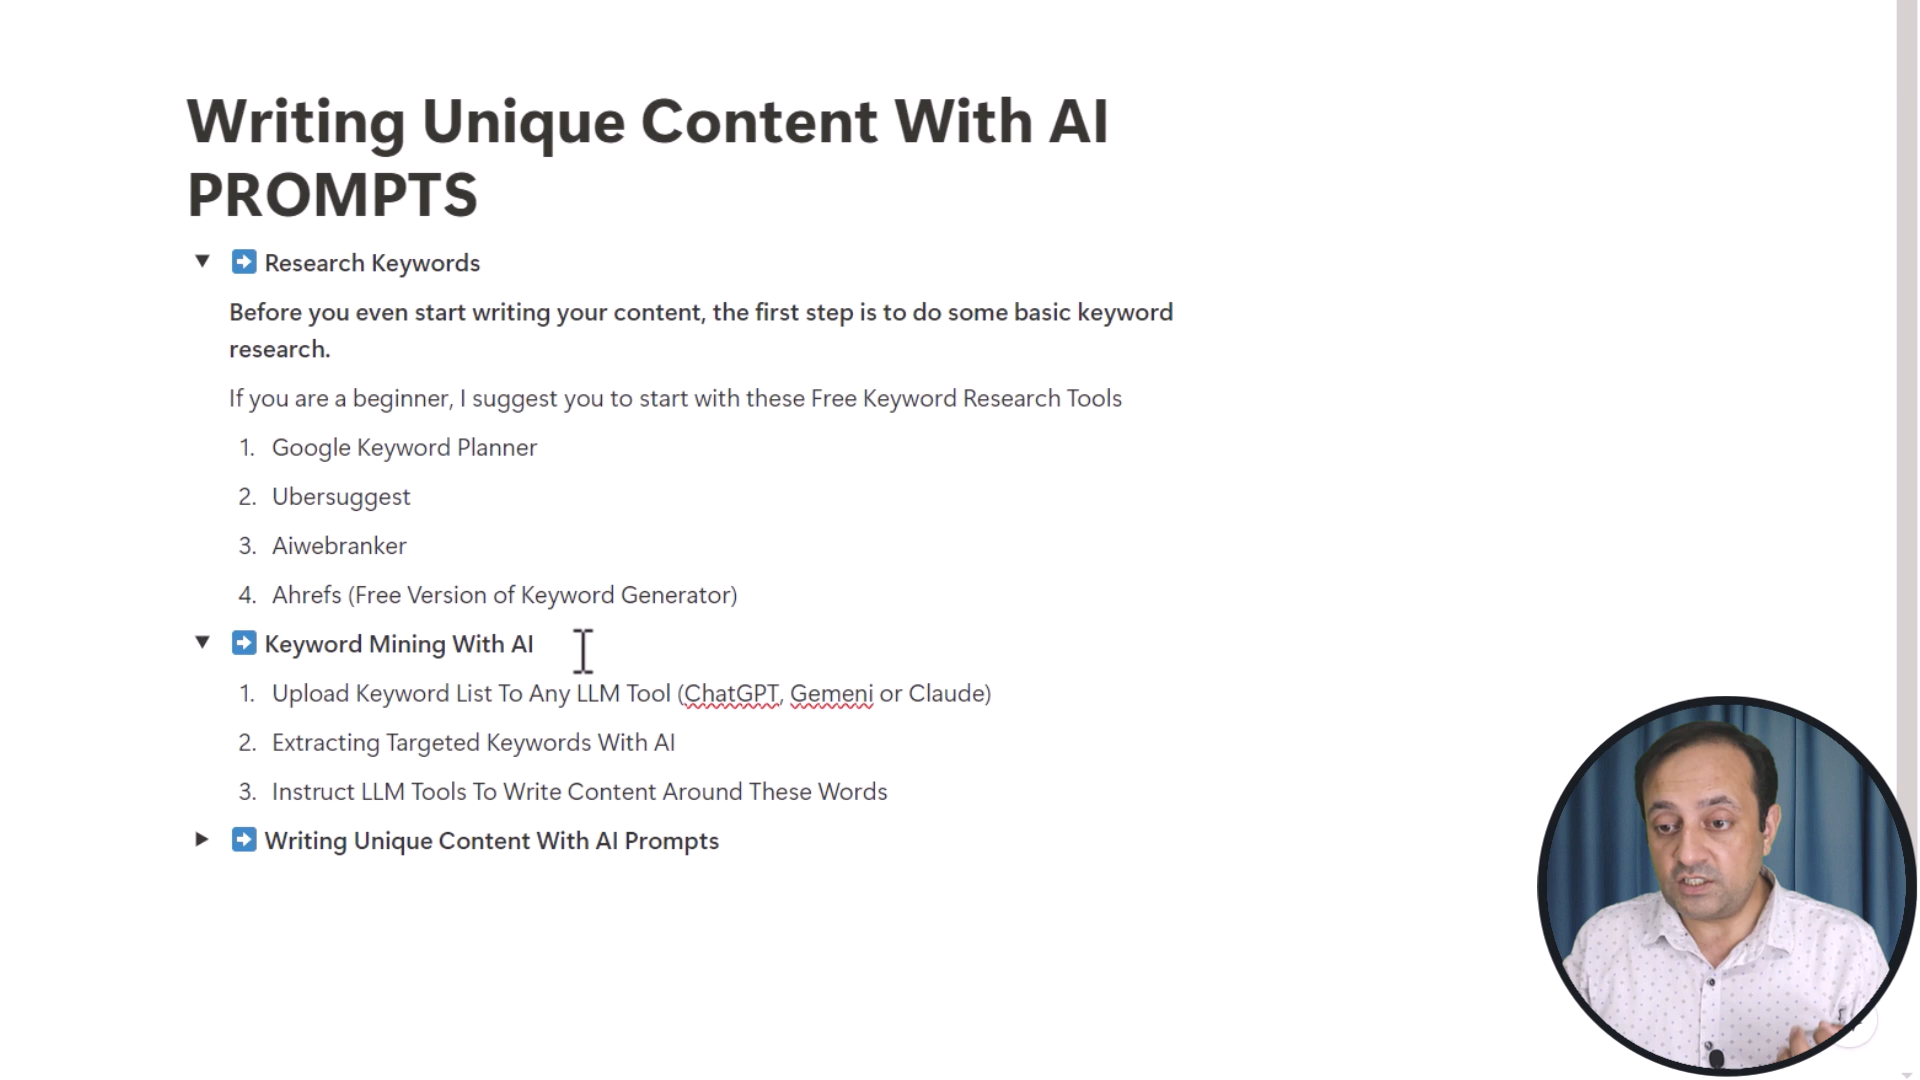 Writing Unique Content With AI
PROMPTS
Research Keywords
Before you even start writing your content, the first step is to do some basic keyword
research.
If you are a beginner, I suggest you to start with these Free Keyword Research Tools
1. Google Keyword Planner
2. Ubersuggest
3. Aiwebranker
4. Ahrefs (Free Version of Keyword Generator)
Keyword Mining With AI
1. Upload Keyword List To Any LLM Tool (ChatGPT, Gemeni or Claude)
2. Extracting Targeted Keywords With AI
3. Instruct LLM Tools To Write Content Around These Words
Writing Unique Content With AI Prompts